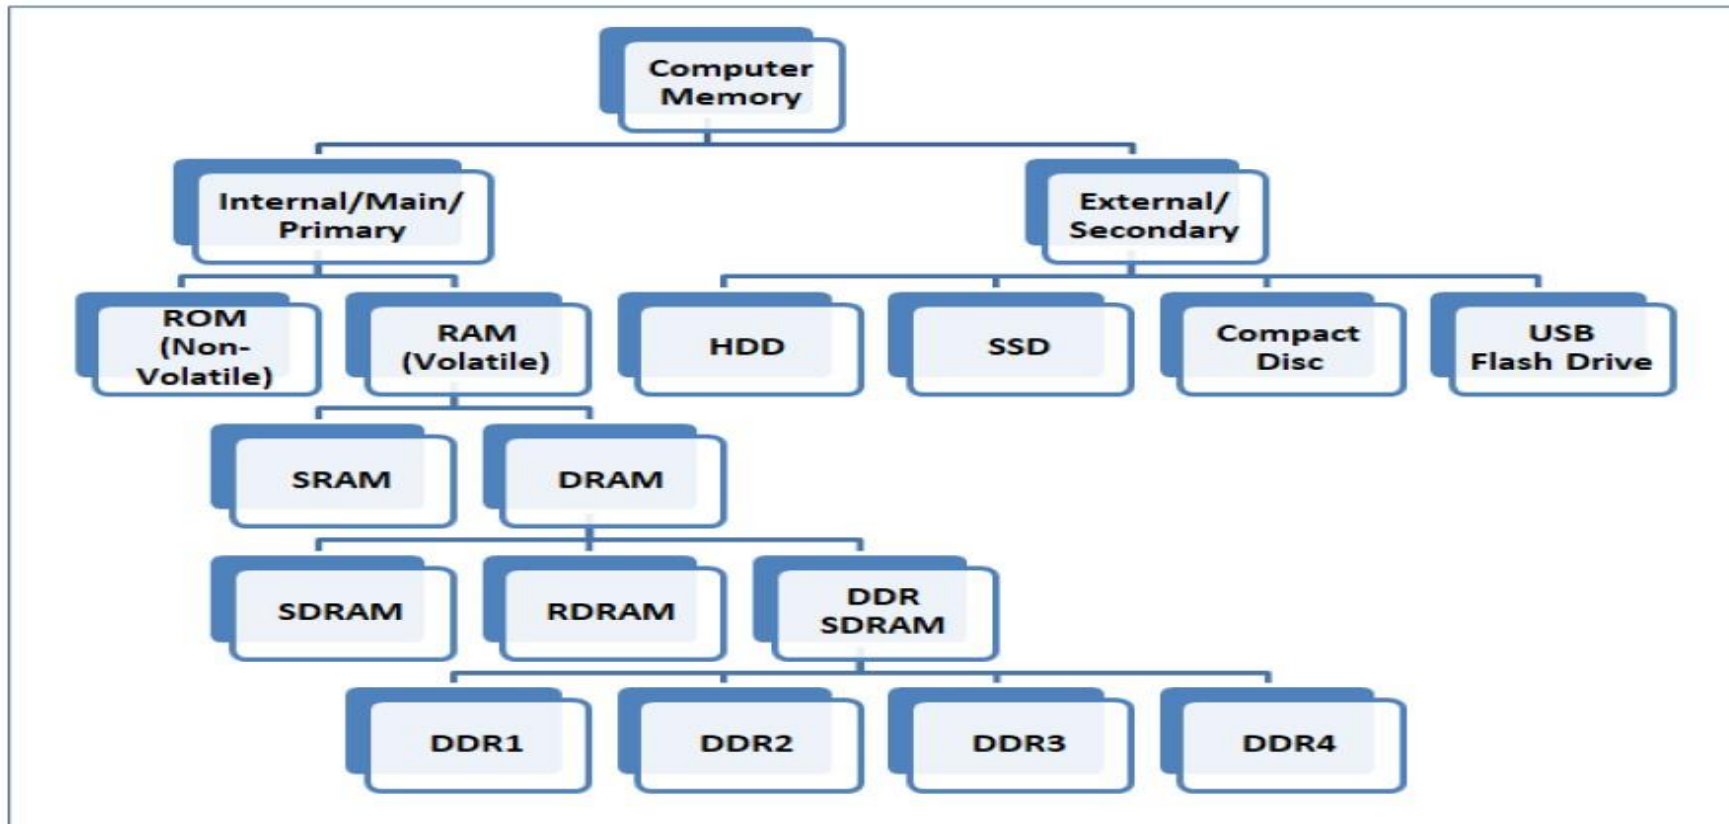 Computer
Memory
Internal/Main/
Primary
External/
Secondary
ROM
(Non-
Volatile)
RAM
(Volatile)
HDD
SSD
Compact
Disc
USB
Flash Drive
SRAM
DRAM
SDRAM
RDRAM
DDR
SDRAM
DDR1
DDR2
DDR3
DDR4